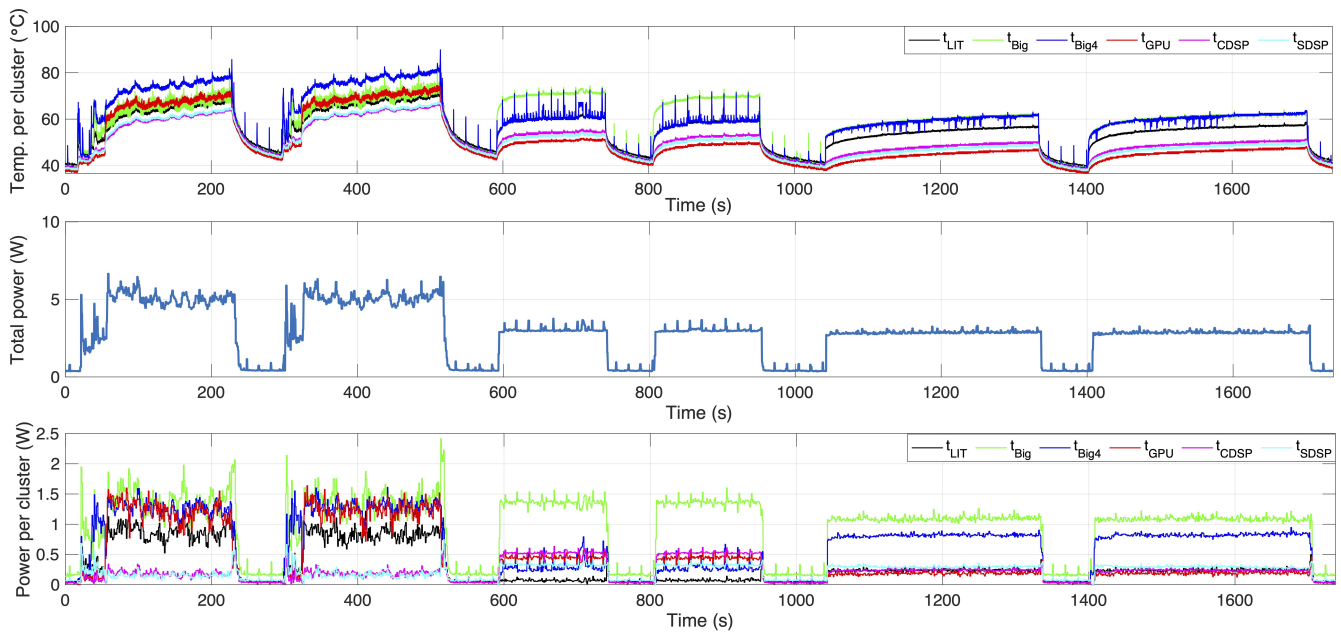 Temp. per cluster (°C)
100
80
60
40
t_LIT t_Big t_Big4 t_GPU t_CDSP t_SDSP
0 200 400 600 800 1000 1200 1400 1600
Time (s)
Total power (W)
10
5
0
0 200 400 600 800 1000 1200 1400 1600
Time (s)
Power per cluster (W)
2.5
2
1.5
1
0.5
0
t_LIT t_Big t_Big4 t_GPU t_CDSP t_SDSP
0 200 400 600 800 1000 1200 1400 1600
Time (s)